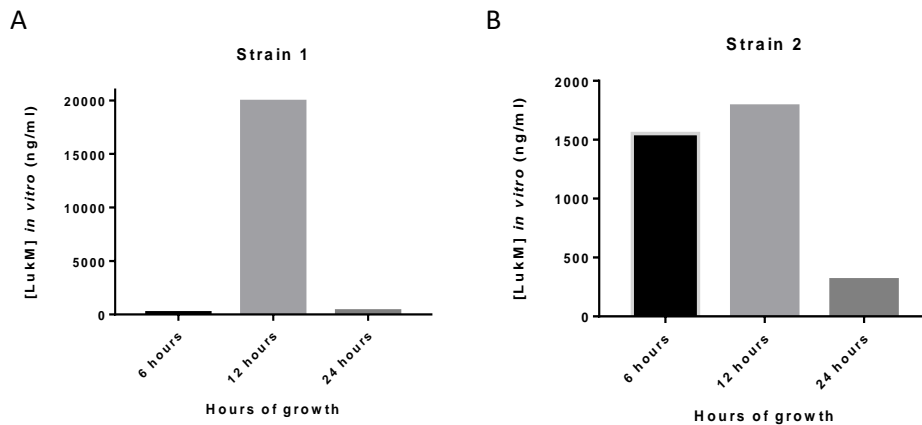 A
Strain 1
[LukM] in vitro (ng/ml)
20000
15000
10000
5000
0
6 hours
12 hours
24 hours
Hours of growth
B
Strain 2
[LukM] in vitro (ng/ml)
2000
1500
1000
500
0
6 hours
12 hours
24 hours
Hours of growth